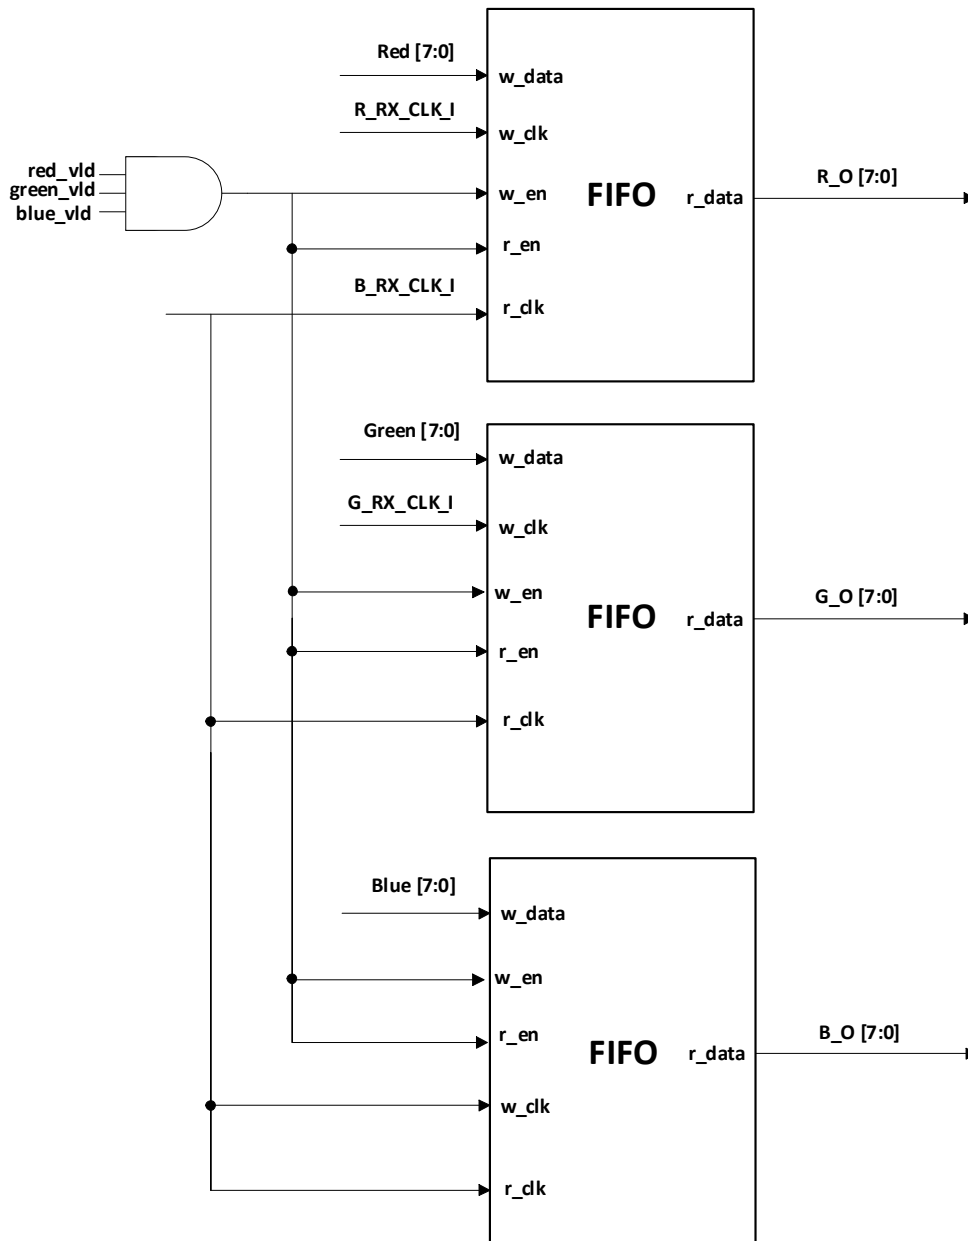 Red [7:0]
w_data
R_RX_CLK_I
w_clk
red_vld
green_vld
blue_vld
w_en
FIFO
r_data
R_O [7:0]
r_en
B_RX_CLK_I
r_clk
Green [7:0]
w_data
G_RX_CLK_I
w_clk
w_en
FIFO
r_data
G_O [7:0]
r_en
r_clk
Blue [7:0]
w_data
w_en
r_en
FIFO
r_data
B_O [7:0]
w_clk
r_clk